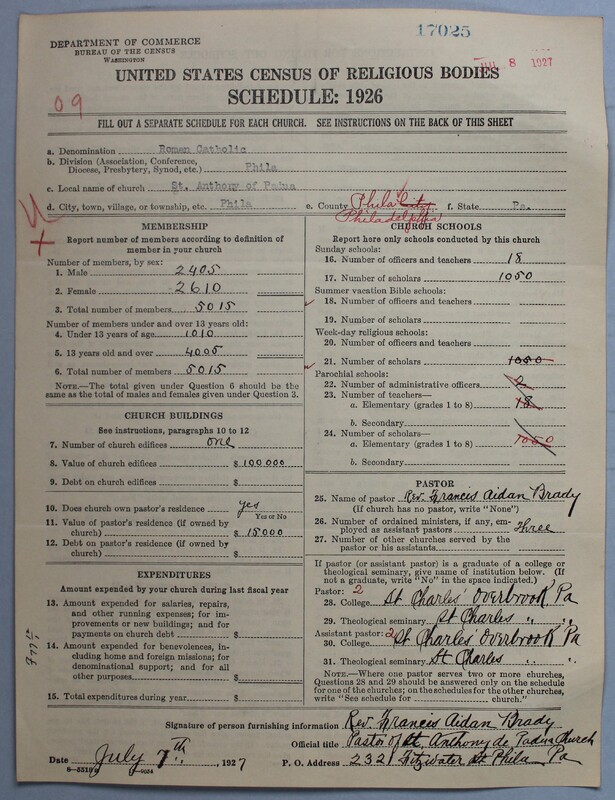 17025
DEPARTMENT OF COMMERCE
BUREAU OF THE CENSUS
WASHINGTON
JUL 8 1927
UNITED STATES CENSUS OF RELIGIOUS BODIES
SCHEDULE: 1926
09
FILL OUT A SEPARATE SCHEDULE FOR EACH CHURCH. SEE INSTRUCTIONS ON THE BACK OF THIS SHEET
a. Denomination Roman Catholic
b. Division (Association, Conference,
Diocese, Presbytery, Synod, etc.) Phila
c. Local name of church St. Anthony of Padua
d. City, town, village, or township, etc. Phila e. County Phila City Philadelphia f. State Pa.
MEMBERSHIP
Report number of members according to definition of
member in your church
Number of members, by sex:
1. Male 2405
2. Female 2610
3. Total number of members 5015
Number of members under and over 13 years old:
4. Under 13 years of age 1010
5. 13 years old and over 4005
6. Total number of members 5015
NOTE.—The total given under Question 6 should be the
same as the total of males and females given under Question 3.
CHURCH BUILDINGS
See instructions, paragraphs 10 to 12
7. Number of church edifices one
8. Value of church edifices $ 100 000
9. Debt on church edifices $
10. Does church own pastor's residence yes
Yes or No
11. Value of pastor's residence (if owned by
church) $ 15000
12. Debt on pastor's residence (if owned by
church) $
EXPENDITURES
Amount expended by your church during last fiscal year
13. Amount expended for salaries, repairs,
and other running expenses; for im-
provements or new buildings; and for
payments on church debt $
14. Amount expended for benevolences, in-
cluding home and foreign missions; for
denominational support; and for all
other purposes $
15. Total expenditures during year $
CHURCH SCHOOLS
Report here only schools conducted by this church
Sunday schools:
16. Number of officers and teachers 18
17. Number of scholars 1050
Summer vacation Bible schools:
18. Number of officers and teachers
19. Number of scholars
Week-day religious schools:
20. Number of officers and teachers
21. Number of scholars 1050
Parochial schools:
22. Number of administrative officers 2
23. Number of teachers—
a. Elementary (grades 1 to 8) 18
b. Secondary
24. Number of scholars—
a. Elementary (grades 1 to 8) 1050
b. Secondary
PASTOR
25. Name of pastor Rev. Francis Aidan Brady
(If church has no pastor, write "None")
26. Number of ordained ministers, if any, em-
ployed as assistant pastors three
27. Number of other churches served by the
pastor or his assistants
If pastor (or assistant pastor) is a graduate of a college or
theological seminary, give name of institution below. (If
not a graduate, write "No" in the space indicated.)
Pastor: 2
28. College St Charles' Overbrook Pa
29. Theological seminary St Charles " "
Assistant pastor: 2
30. College St Charles' Overbrook Pa
31. Theological seminary St Charles " "
NOTE.—Where one pastor serves two or more churches,
Questions 28 and 29 should be answered only on the schedule
for one of the churches; on the schedules for the other churches,
write "See schedule for church."
Signature of person furnishing information Rev. Francis Aidan Brady
Official title Pastor of St. Anthony de Padua Church
Date July 7th, 1927 P. O. Address 2321 Fitzwater St Phila Pa